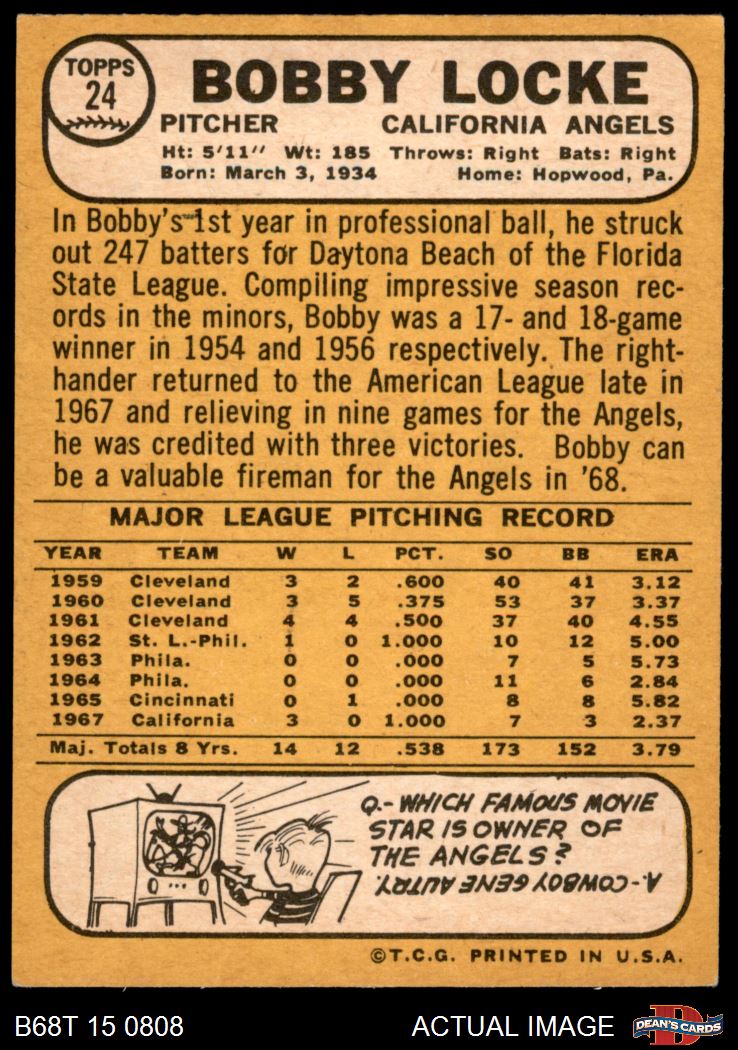 TOPPS
24
BOBBY LOCKE
PITCHER CALIFORNIA ANGELS
Ht: 5'11" Wt: 185 Throws: Right Bats: Right
Born: March 3, 1934 Home: Hopwood, Pa.
In Bobby's 1st year in professional ball, he struck
out 247 batters for Daytona Beach of the Florida
State League. Compiling impressive season rec-
ords in the minors, Bobby was a 17- and 18-game
winner in 1954 and 1956 respectively. The right-
hander returned to the American League late in
1967 and relieving in nine games for the Angels,
he was credited with three victories. Bobby can
be a valuable fireman for the Angels in '68.
MAJOR LEAGUE PITCHING RECORD
YEAR TEAM W L PCT. SO BB ERA
1959 Cleveland 3 2 .600 40 41 3.12
1960 Cleveland 3 5 .375 53 37 3.37
1961 Cleveland 4 4 .500 37 40 4.55
1962 St. L.-Phil. 1 0 1.000 10 12 5.00
1963 Phila. 0 0 .000 7 5 5.73
1964 Phila. 0 0 .000 11 6 2.84
1965 Cincinnati 0 1 .000 8 8 5.82
1967 California 3 0 1.000 7 3 2.37
Maj. Totals 8 Yrs. 14 12 .538 173 152 3.79
Q.- WHICH FAMOUS MOVIE
STAR IS OWNER OF
THE ANGELS?
A.- COWBOY GENE AUTRY.
©T.C.G. PRINTED IN U.S.A.
B68T 15 0808 ACTUAL IMAGE
D
DEAN'S CARDS